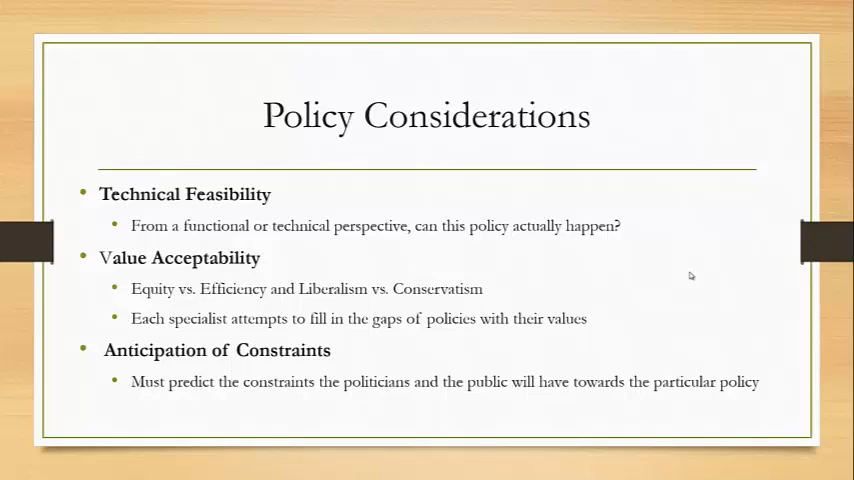 Policy Considerations
• Technical Feasibility
• From a functional or technical perspective, can this policy actually happen?
• Value Acceptability
• Equity vs. Efficiency and Liberalism vs. Conservatism
• Each specialist attempts to fill in the gaps of policies with their values
• Anticipation of Constraints
• Must predict the constraints the politicians and the public will have towards the particular policy